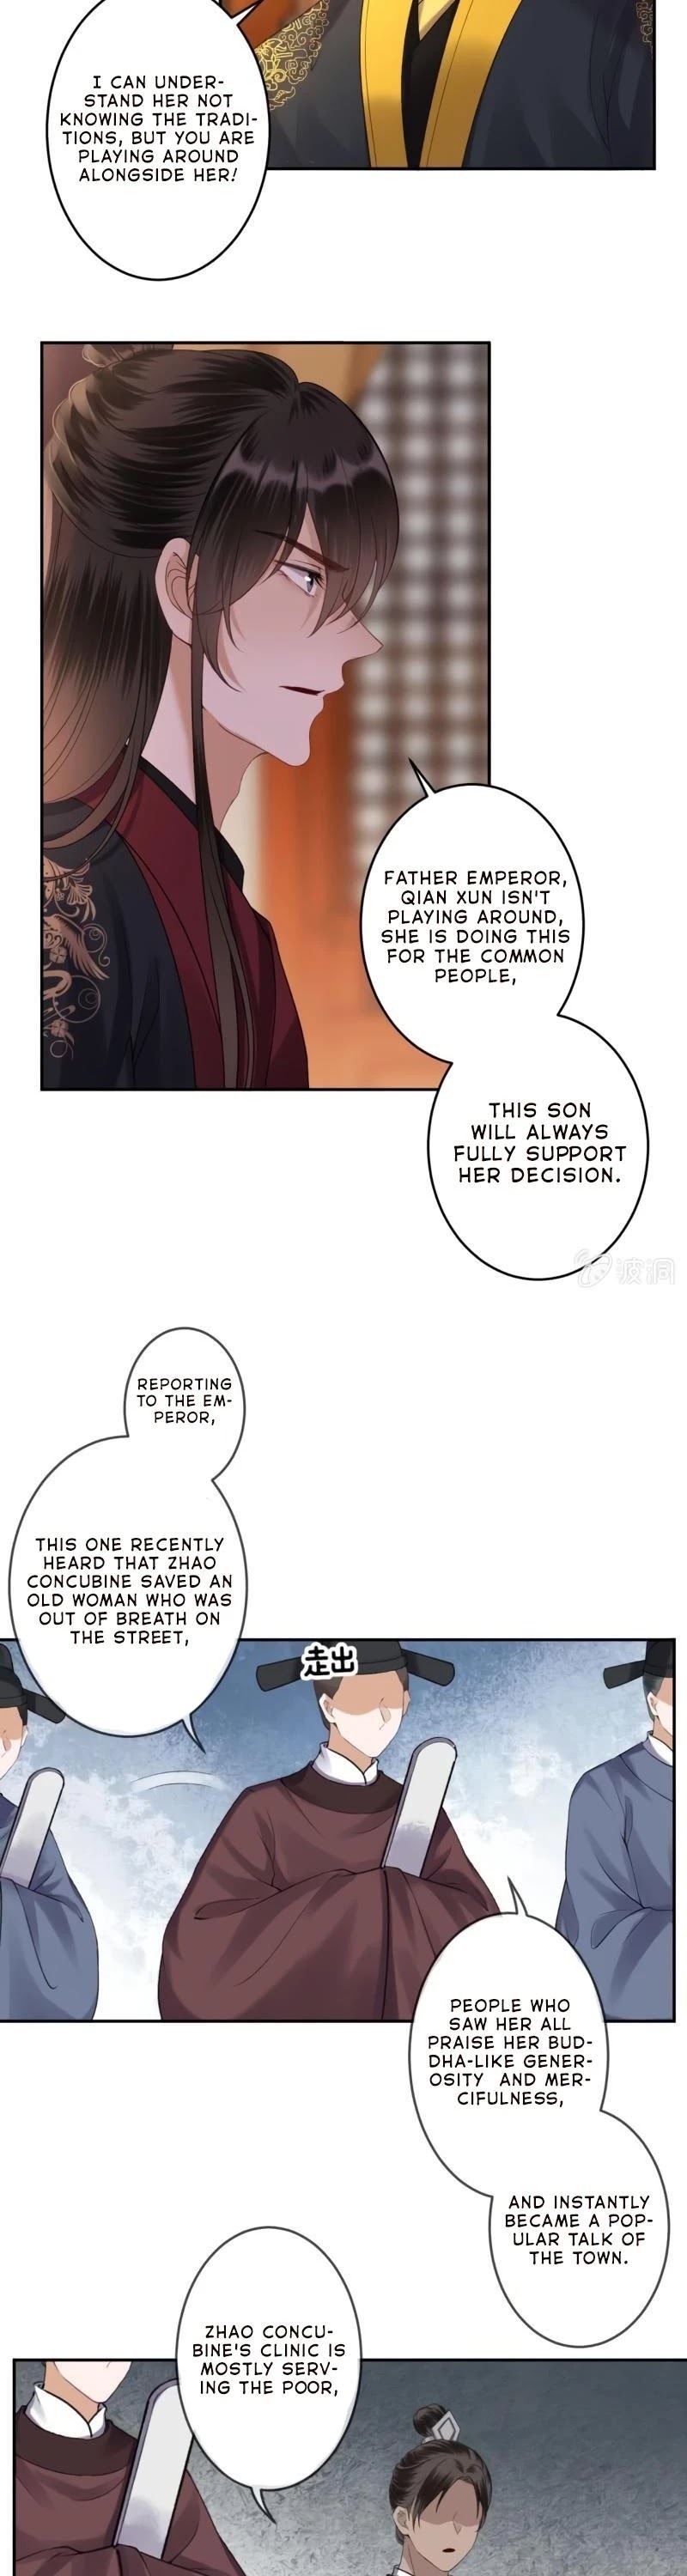 I CAN UNDER-
STAND HER NOT
KNOWING THE TRADI-
TIONS, BUT YOU ARE
PLAYING AROUND
ALONGSIDE HER!
FATHER EMPEROR,
QIAN XUN ISN'T
PLAYING AROUND,
SHE IS DOING THIS
FOR THE COMMON
PEOPLE,
THIS SON
WILL ALWAYS
FULLY SUPPORT
HER DECISION.
波洞
REPORTING
TO THE EM-
PEROR,
THIS ONE RECENTLY
HEARD THAT ZHAO
CONCUBINE SAVED AN
OLD WOMAN WHO WAS
OUT OF BREATH ON
THE STREET,
走出
PEOPLE WHO
SAW HER ALL
PRAISE HER BUD-
DHA-LIKE GENER-
OSITY AND MER-
CIFULNESS,
AND INSTANTLY
BECAME A POP-
ULAR TALK OF
THE TOWN.
ZHAO CONCU-
BINE'S CLINIC IS
MOSTLY SERV-
ING THE POOR,